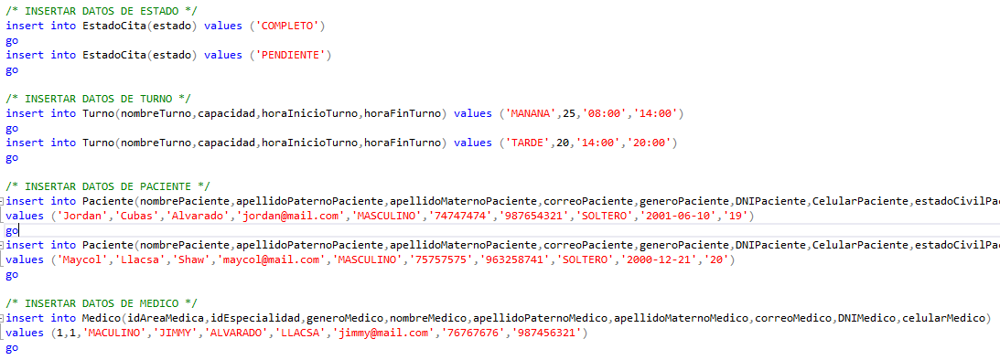 /* INSERTAR DATOS DE ESTADO */
insert into EstadoCita(estado) values ('COMPLETO')
go
insert into EstadoCita(estado) values ('PENDIENTE')
go
/* INSERTAR DATOS DE TURNO */
insert into Turno(nombreTurno,capacidad,horaInicioTurno,horaFinTurno) values ('MANANA',25,'08:00','14:00')
go
insert into Turno(nombreTurno,capacidad,horaInicioTurno,horaFinTurno) values ('TARDE',20,'14:00','20:00')
go
/* INSERTAR DATOS DE PACIENTE */
insert into Paciente(nombrePaciente,apellidoPaternoPaciente,apellidoMaternoPaciente,correoPaciente,generoPaciente,DNIPaciente,CelularPaciente,estadoCivilPac
values ('Jordan','Cubas','Alvarado','jordan@mail.com','MASCULINO','74747474','987654321','SOLTERO','2001-06-10','19')
go
insert into Paciente(nombrePaciente,apellidoPaternoPaciente,apellidoMaternoPaciente,correoPaciente,generoPaciente,DNIPaciente,CelularPaciente,estadoCivilPac
values ('Maycol','Llacsa','Shaw','maycol@mail.com','MASCULINO','75757575','963258741','SOLTERO','2000-12-21','20')
go
/* INSERTAR DATOS DE MEDICO */
insert into Medico(idAreaMedica,idEspecialidad,generoMedico,nombreMedico,apellidoPaternoMedico,apellidoMaternoMedico,correoMedico,DNIMedico,celularMedico)
values (1,1,'MACULINO','JIMMY','ALVARADO','LLACSA','jimmy@mail.com','76767676','987456321')
go